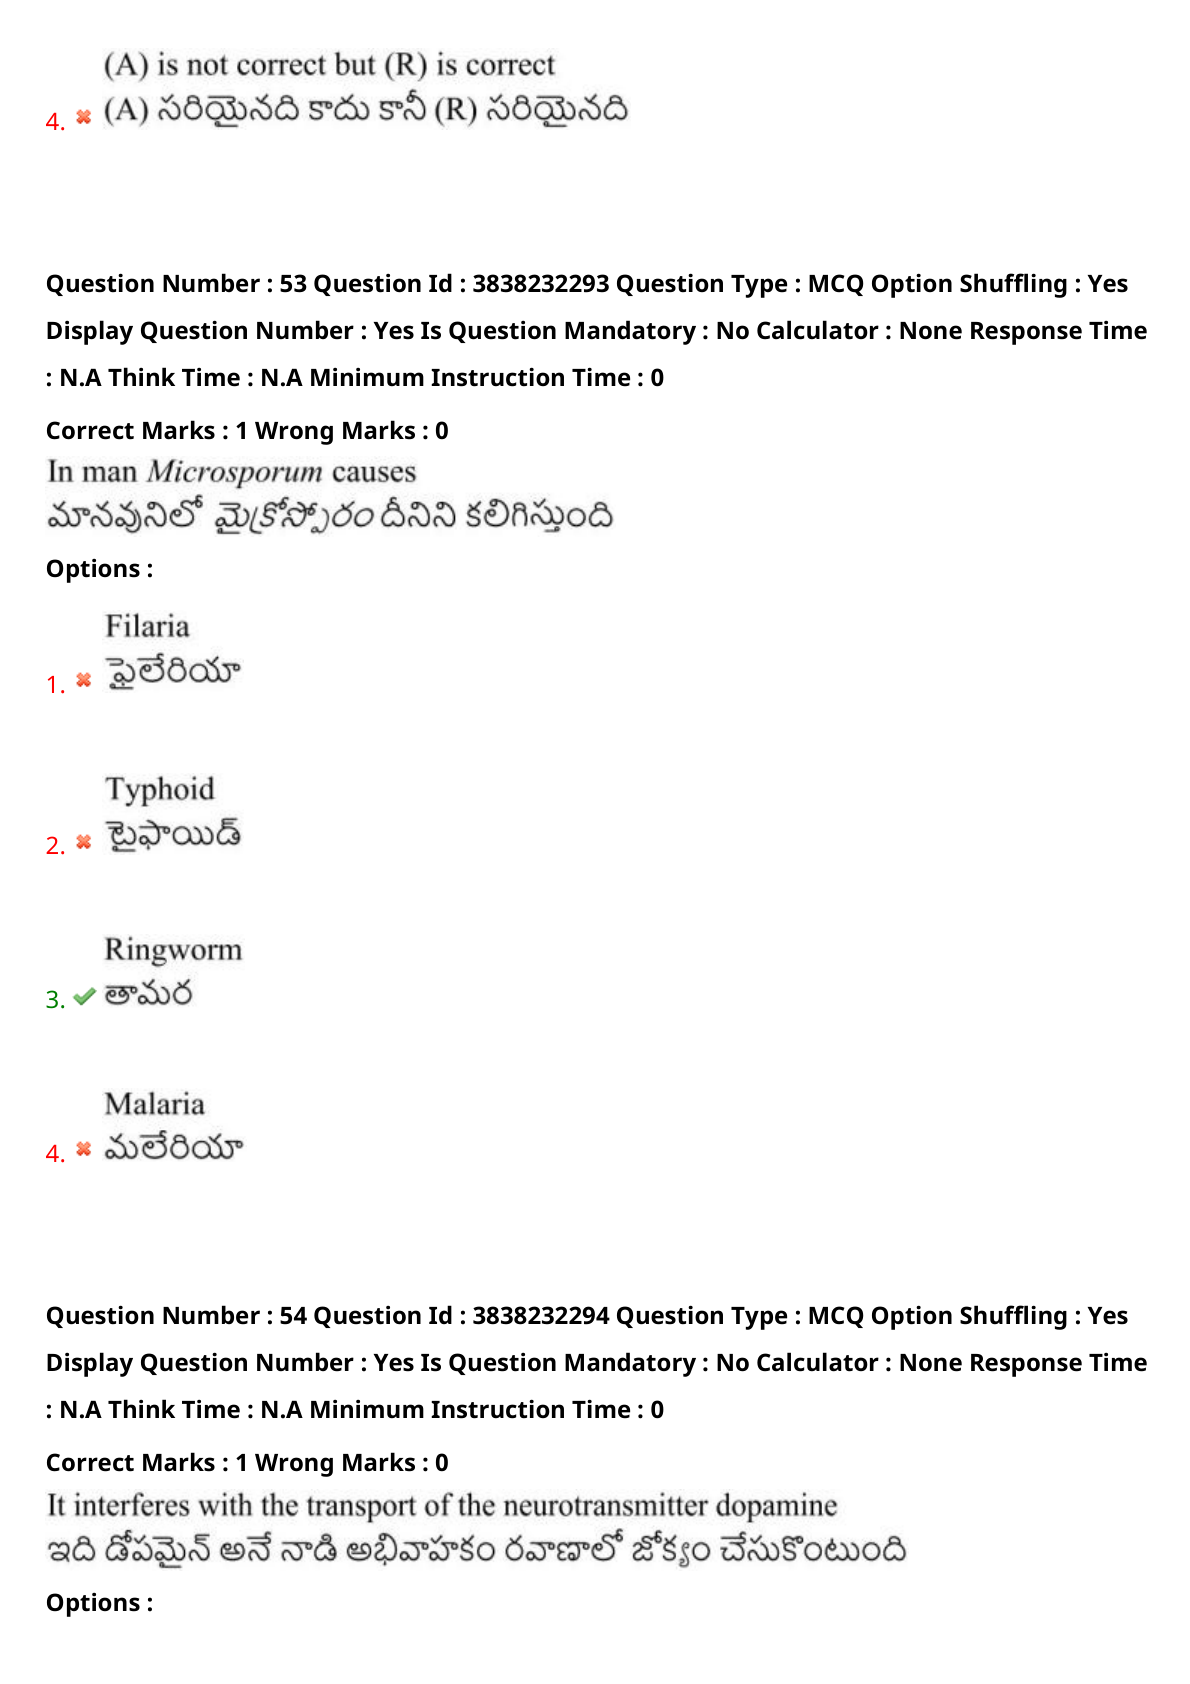 (A) is not correct but (R) is correct
4. (A) సరియైనది కాదు కానీ (R) సరియైనది
Question Number : 53 Question Id : 3838232293 Question Type : MCQ Option Shuffling : Yes
Display Question Number : Yes Is Question Mandatory : No Calculator : None Response Time
: N.A Think Time : N.A Minimum Instruction Time : 0
Correct Marks : 1 Wrong Marks : 0
In man Microsporum causes
మానవునిలో మైక్రోస్పోరం దీనిని కలిగిస్తుంది
Options :
Filaria
1. ఫైలేరియా
Typhoid
2. టైఫాయిడ్
Ringworm
3. తామర
Malaria
4. మలేరియా
Question Number : 54 Question Id : 3838232294 Question Type : MCQ Option Shuffling : Yes
Display Question Number : Yes Is Question Mandatory : No Calculator : None Response Time
: N.A Think Time : N.A Minimum Instruction Time : 0
Correct Marks : 1 Wrong Marks : 0
It interferes with the transport of the neurotransmitter dopamine
ఇది డోపమైన్ అనే నాడి అభివాహకం రవాణాలో జోక్యం చేసుకొంటుంది
Options :